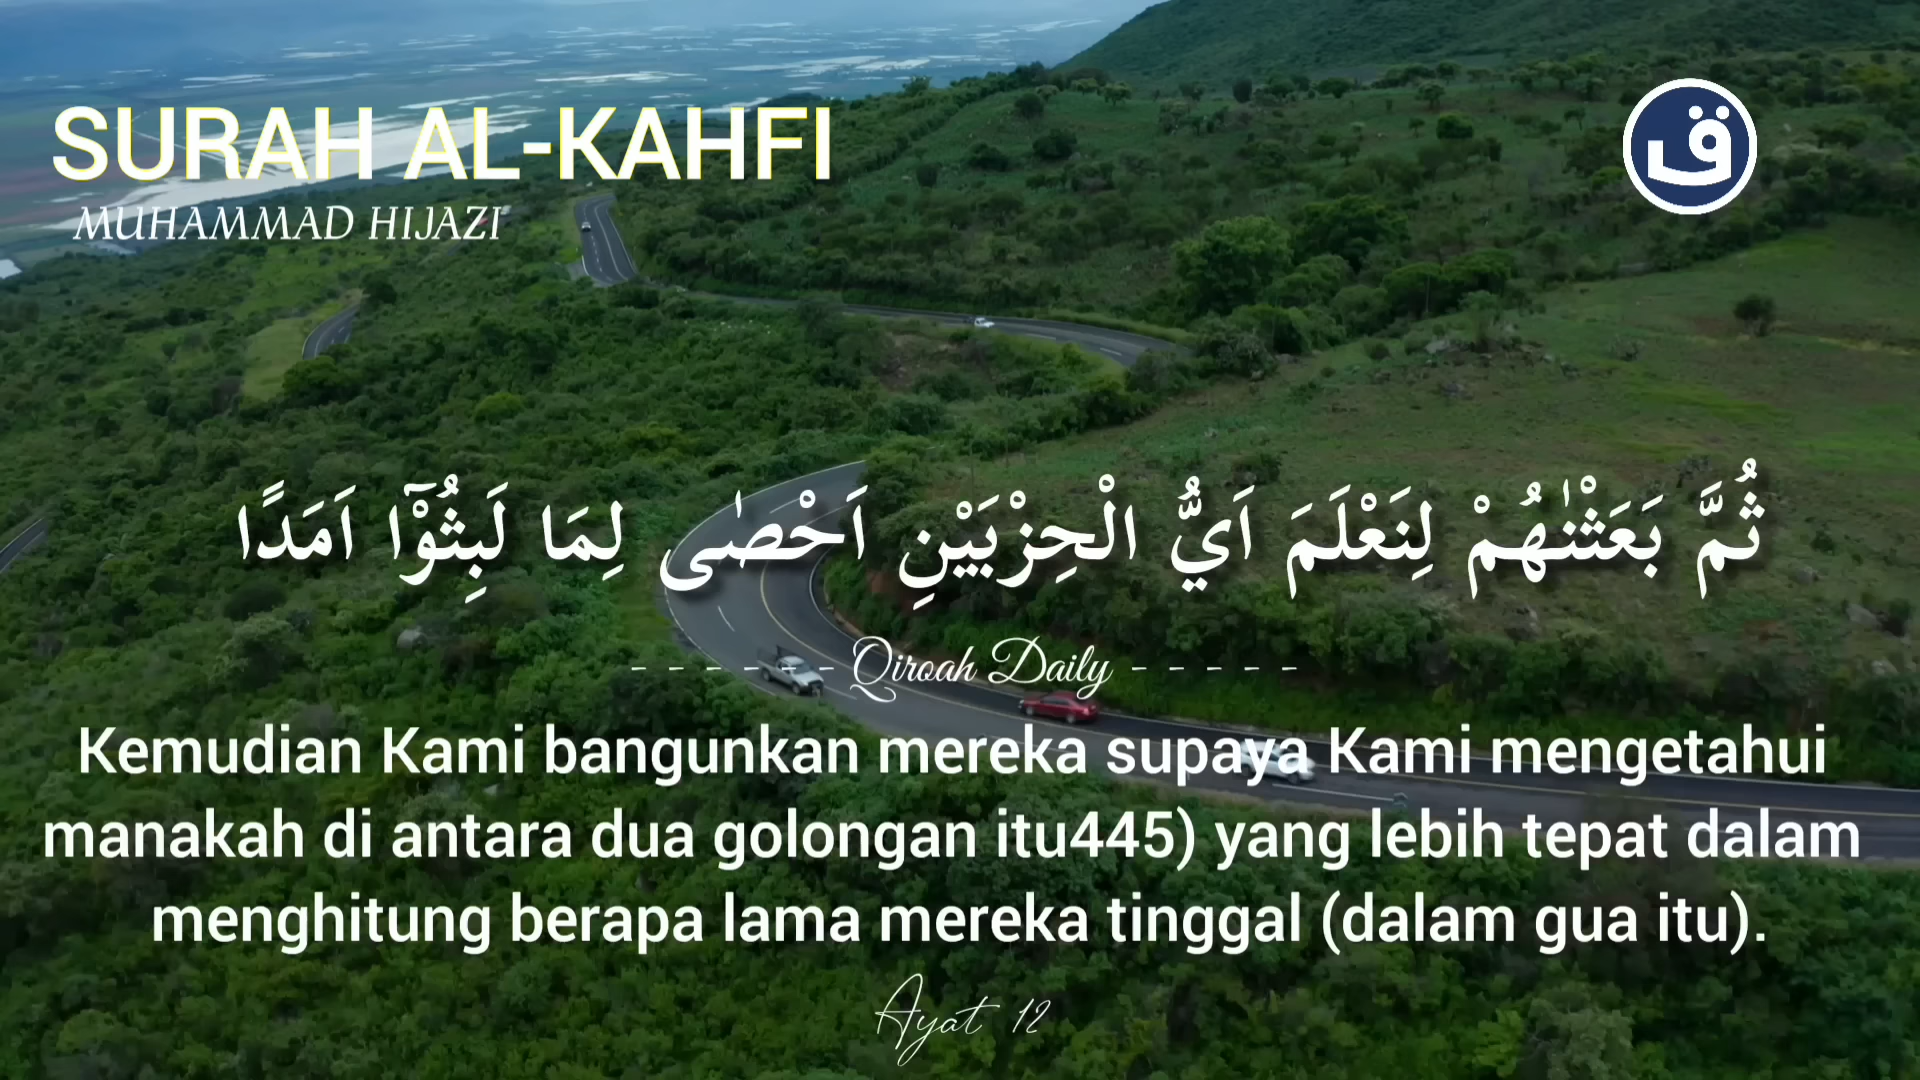 SURAH AL-KAHFI
MUHAMMAD HIJAZI
ق
ثُمَّ بَعَثْنٰهُمْ لِنَعْلَمَ اَيُّ الْحِزْبَيْنِ اَحْصٰى لِمَا لَبِثُوْٓا اَمَدًا
- - - - - - Qiroah Daily - - - - -
Kemudian Kami bangunkan mereka supaya Kami mengetahui
manakah di antara dua golongan itu445) yang lebih tepat dalam
menghitung berapa lama mereka tinggal (dalam gua itu).
Ayat 12